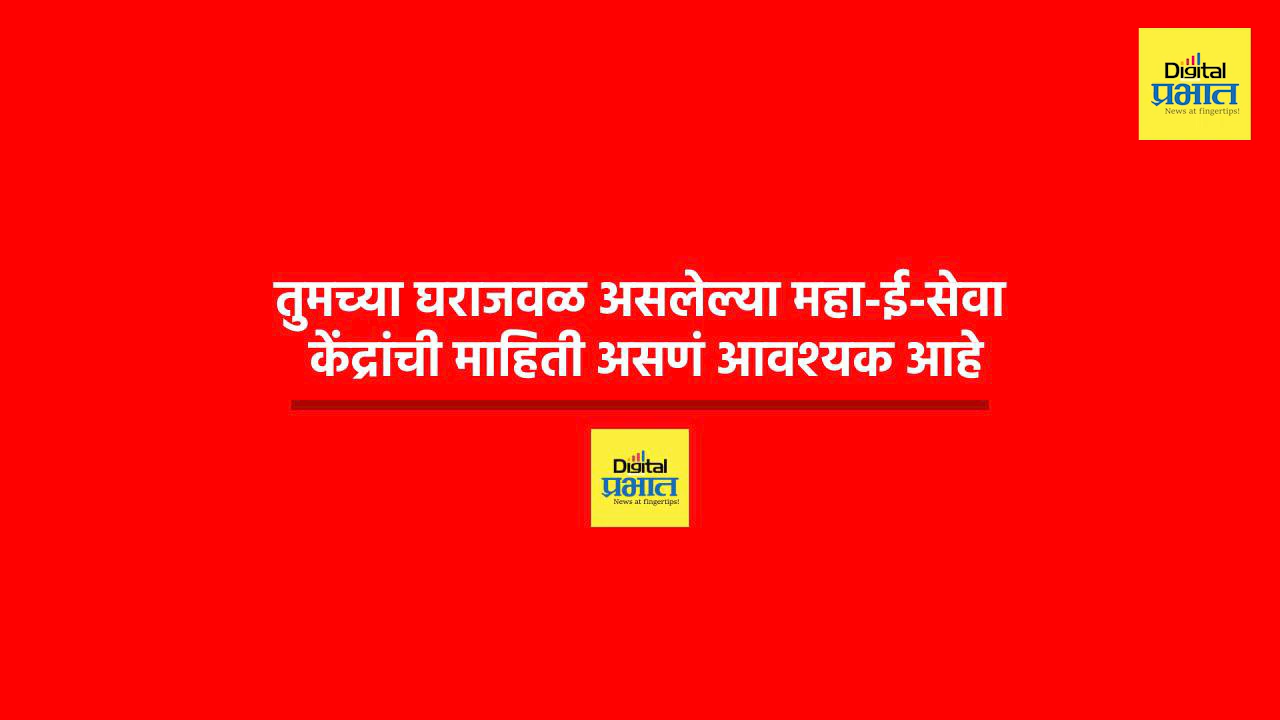 Digital
प्रभात
News at fingertips!
तुमच्या घराजवळ असलेल्या महा-ई-सेवा
केंद्रांची माहिती असणं आवश्यक आहे
Digital
प्रभात
News at fingertips!